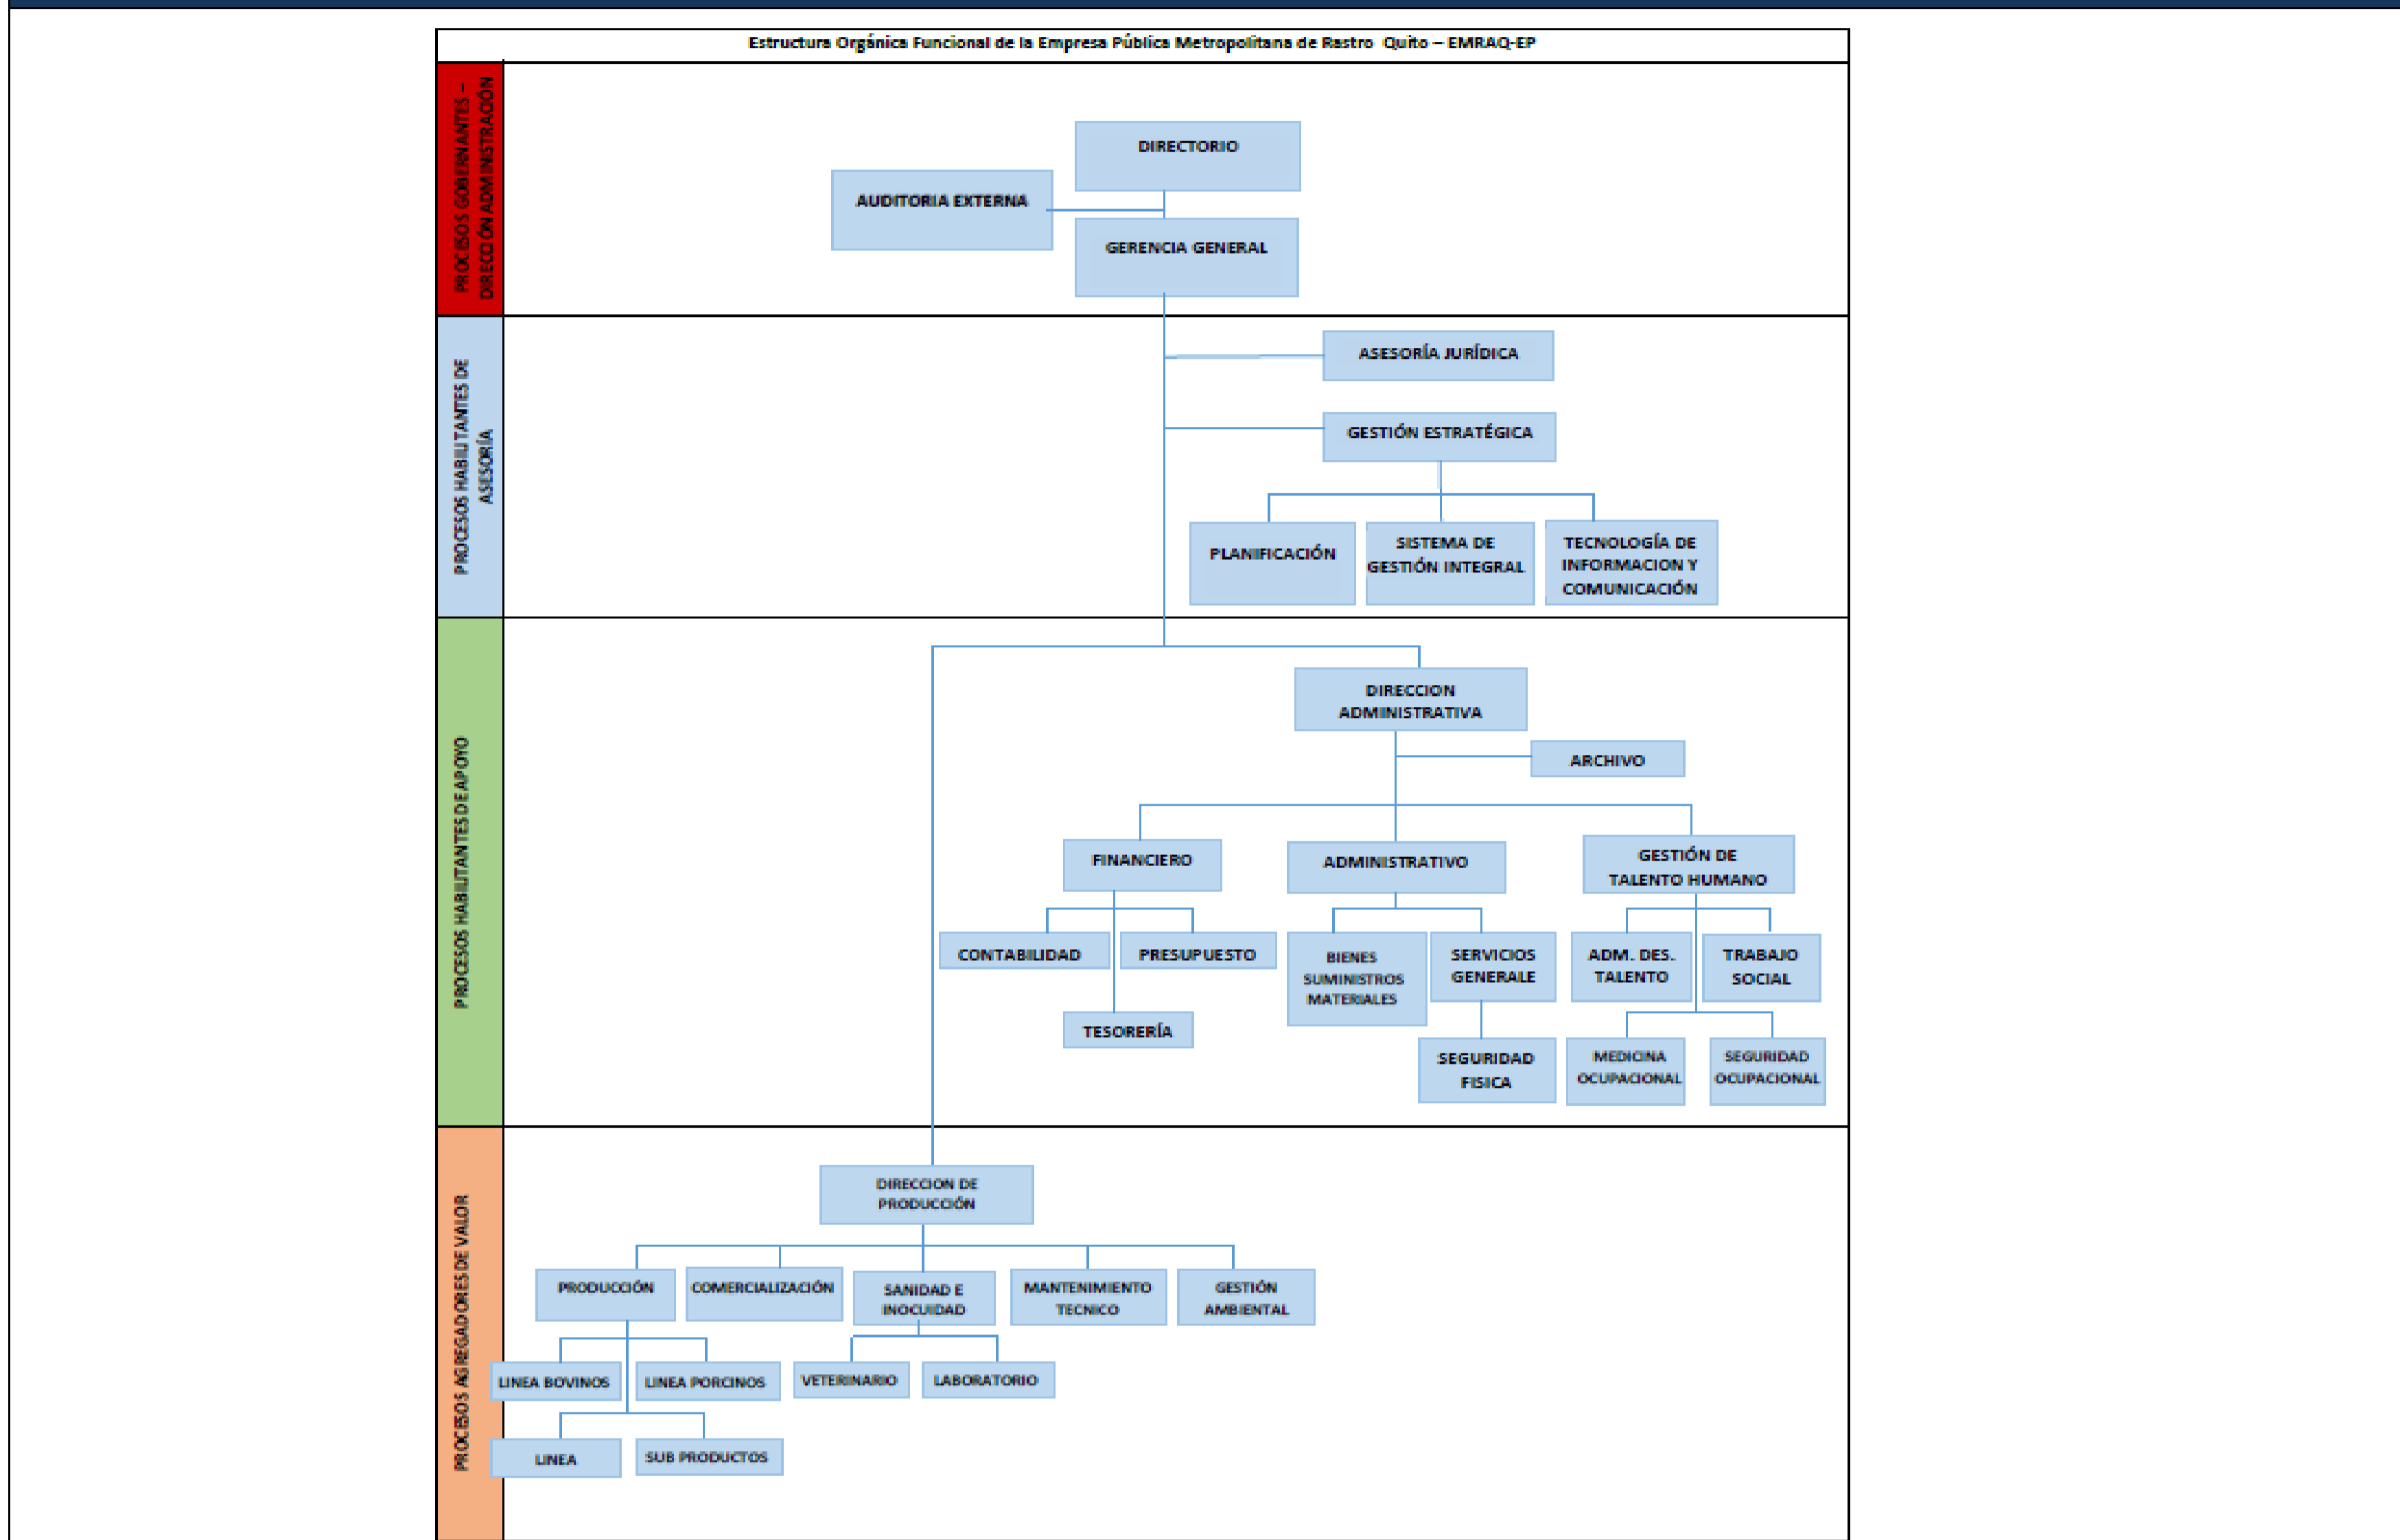 Estructura Orgánica Funcional de la Empresa Pública Metropolitana de Rastro Quito – EMRAQ-EP
PROCESOS GOBERNANTES –
DIRECCIÓN ADMINISTRACIÓN
DIRECTORIO
AUDITORIA EXTERNA
GERENCIA GENERAL
PROCESOS HABILITANTES DE
ASESORÍA
ASESORÍA JURÍDICA
GESTIÓN ESTRATÉGICA
PLANIFICACIÓN
SISTEMA DE
GESTIÓN INTEGRAL
TECNOLOGÍA DE
INFORMACION Y
COMUNICACIÓN
PROCESOS HABILITANTES DE APOYO
DIRECCION
ADMINISTRATIVA
ARCHIVO
FINANCIERO
ADMINISTRATIVO
GESTIÓN DE
TALENTO HUMANO
CONTABILIDAD
PRESUPUESTO
BIENES
SUMINISTROS
MATERIALES
SERVICIOS
GENERALE
ADM. DES.
TALENTO
TRABAJO
SOCIAL
TESORERÍA
SEGURIDAD
FISICA
MEDICINA
OCUPACIONAL
SEGURIDAD
OCUPACIONAL
PROCESOS AGREGADORES DE VALOR
DIRECCION DE
PRODUCCIÓN
PRODUCCIÓN
COMERCIALIZACIÓN
SANIDAD E
INOCUIDAD
MANTENIMIENTO
TECNICO
GESTIÓN
AMBIENTAL
LINEA BOVINOS
LINEA PORCINOS
VETERINARIO
LABORATORIO
LINEA
SUB PRODUCTOS